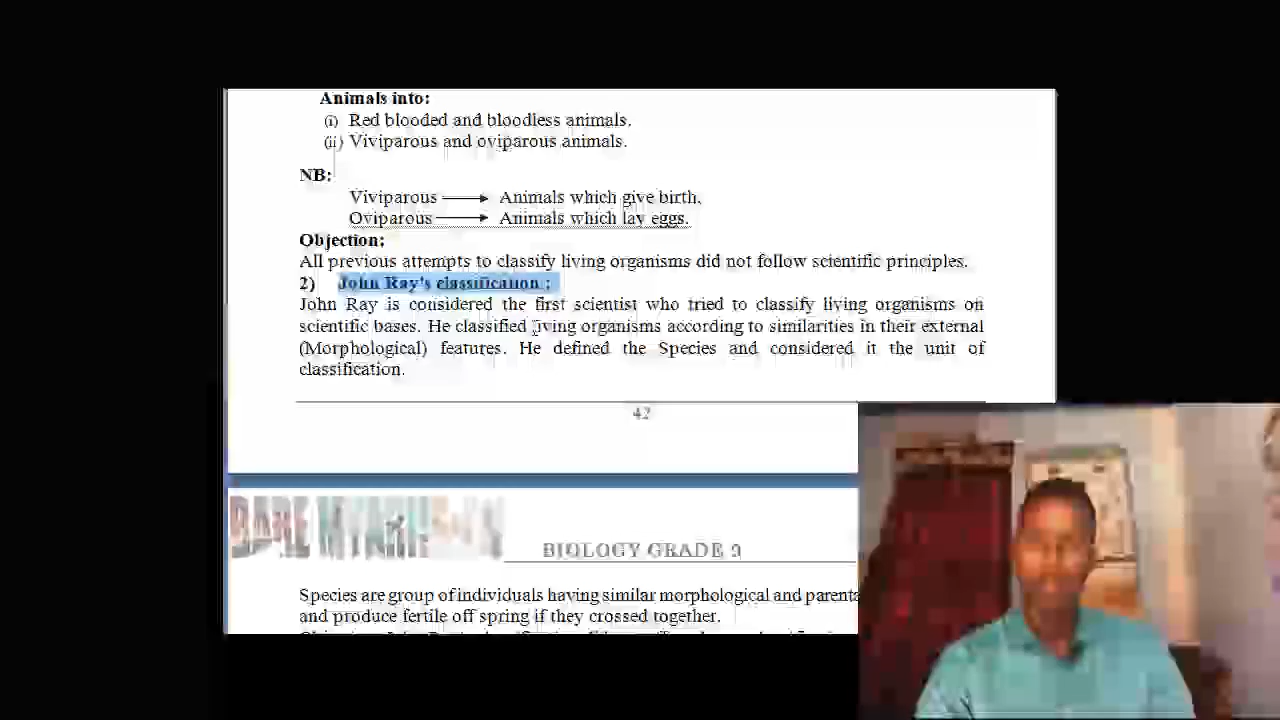 Animals into:
(i) Red blooded and bloodless animals.
(ii) Viviparous and oviparous animals.
NB:
Viviparous → Animals which give birth.
Oviparous → Animals which lay eggs.
Objection:
All previous attempts to classify living organisms did not follow scientific principles.
2) John Ray's classification :
John Ray is considered the first scientist who tried to classify living organisms on
scientific bases. He classified living organisms according to similarities in their external
(Morphological) features. He defined the Species and considered it the unit of
classification.
42
BIOLOGY GRADE 9
Species are group of individuals having similar morphological and
and produce fertile off spring if they crossed together.